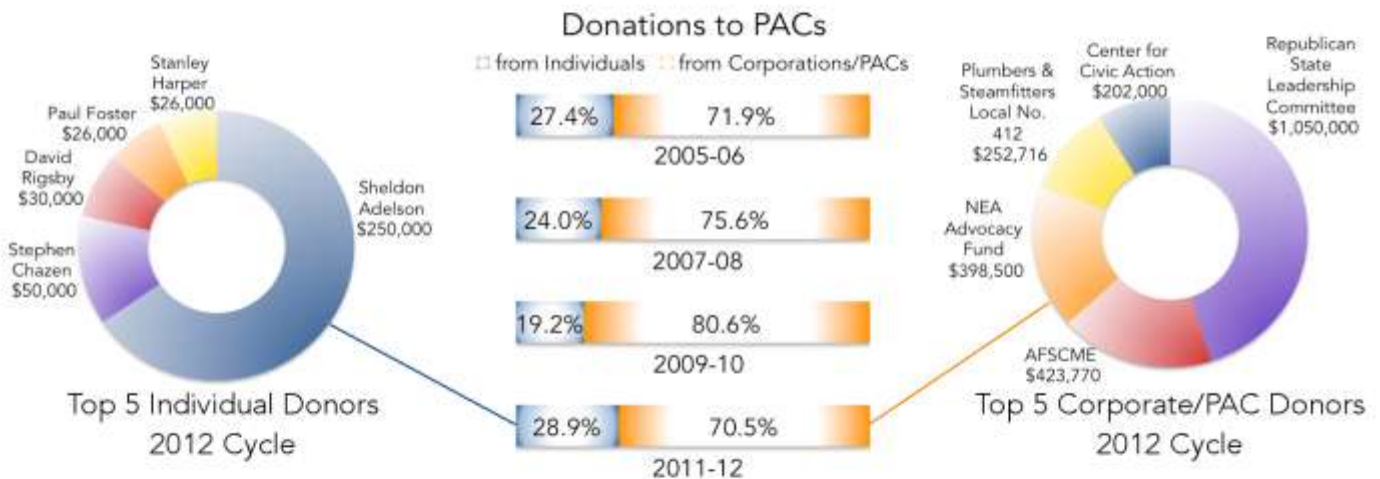 Donations to PACs
from Individuals from Corporations/PACs
Stanley
Harper
$26,000
Paul Foster
$26,000
David
Rigsby
$30,000
Stephen
Chazen
$50,000
Sheldon
Adelson
$250,000
Top 5 Individual Donors
2012 Cycle
27.4% 71.9%
2005-06
24.0% 75.6%
2007-08
19.2% 80.6%
2009-10
28.9% 70.5%
2011-12
Center for
Civic Action
$202,000
Plumbers &
Steamfitters
Local No.
412
$252,716
NEA
Advocacy
Fund
$398,500
AFSCME
$423,770
Republican
State
Leadership
Committee
$1,050,000
Top 5 Corporate/PAC Donors
2012 Cycle